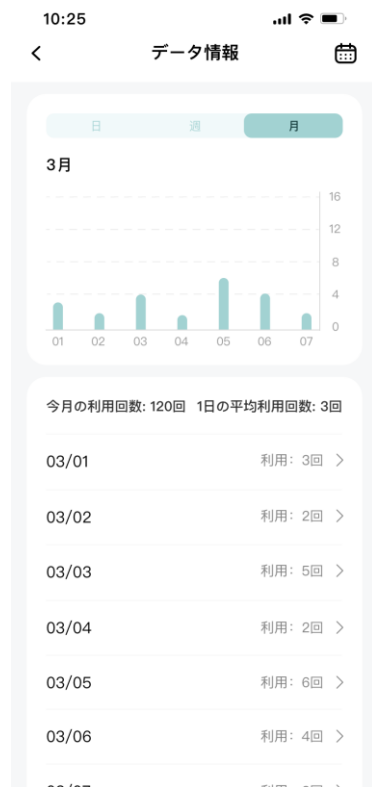 10:25
データ情報
日 週 月
3月
16
12
8
4
0
01 02 03 04 05 06 07
今月の利用回数: 120回 1日の平均利用回数: 3回
03/01 利用: 3回
03/02 利用: 2回
03/03 利用: 5回
03/04 利用: 2回
03/05 利用: 6回
03/06 利用: 4回